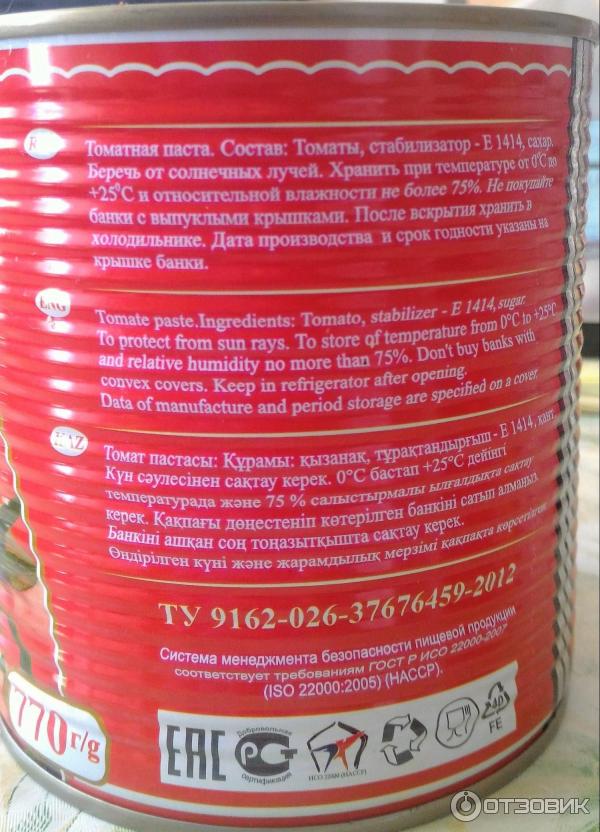 Томатная паста. Состав: Томаты, стабилизатор - Е 1414, сахар.
Беречь от солнечных лучей. Хранить при температуре от 0°С до
+25°С и относительной влажности не более 75%. Не покупайте
банки с выпуклыми крышками. После вскрытия хранить в
холодильнике. Дата производства и срок годности указаны на
крышке банки.
ENG
Tomate paste.Ingredients: Tomato, stabilizer - E 1414, sugar.
To protect from sun rays. To store of temperature from 0°C to +25°C
and relative humidity no more than 75%. Don't buy banks with
convex covers. Keep in refrigerator after opening.
Data of manufacture and period storage are specified on a cover.
KAZ
Томат пастасы: Құрамы: қызанақ, тұрақтандырғыш - Е 1414, қант.
Күн сәулесінен сақтау керек. 0°С бастап +25°С дейінгі
температурада және 75 % салыстырмалы ылғалдықта сақтау
керек. Қақпағы дөңестеніп көтерілген банкіні сатып алмаңыз.
Банкіні ашқан соң тоңазытқышта сақтау керек.
Өндірілген күні және жарамдылық мерзімі қақпақта көрсетілген.
ТУ 9162-026-37676459-2012
Система менеджмента безопасности пищевой продукции
соответствует требованиям ГОСТ Р ИСО 22000-2007
(ISO 22000:2005) (HACCP).
770 г/g
EAC
Добровольная
сертификация
ИСО 22000 (НАССР)
40
FE
ОТЗОВИК